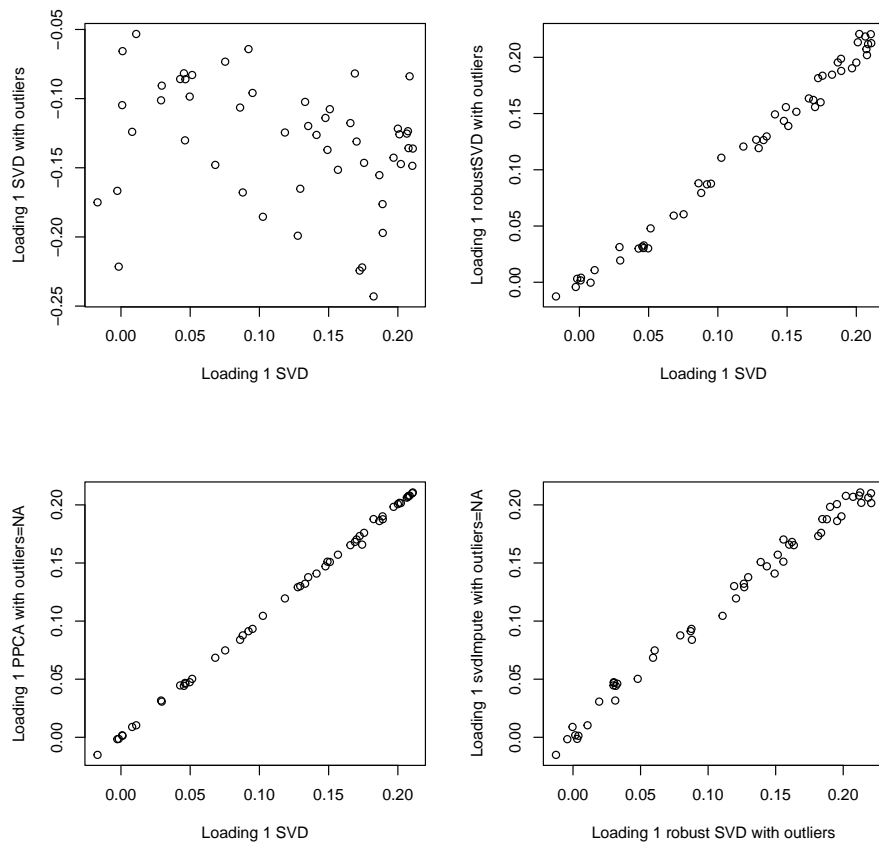 −0.05
−0.10
−0.15
−0.20
−0.25
Loading 1 SVD with outliers
0.00 0.05 0.10 0.15 0.20
Loading 1 SVD
0.20
0.15
0.10
0.05
0.00
Loading 1 robustSVD with outliers
0.00 0.05 0.10 0.15 0.20
Loading 1 SVD
0.20
0.15
0.10
0.05
0.00
Loading 1 PPCA with outliers=NA
0.00 0.05 0.10 0.15 0.20
Loading 1 SVD
0.20
0.15
0.10
0.05
0.00
Loading 1 svdImpute with outliers=NA
0.00 0.05 0.10 0.15 0.20
Loading 1 robust SVD with outliers